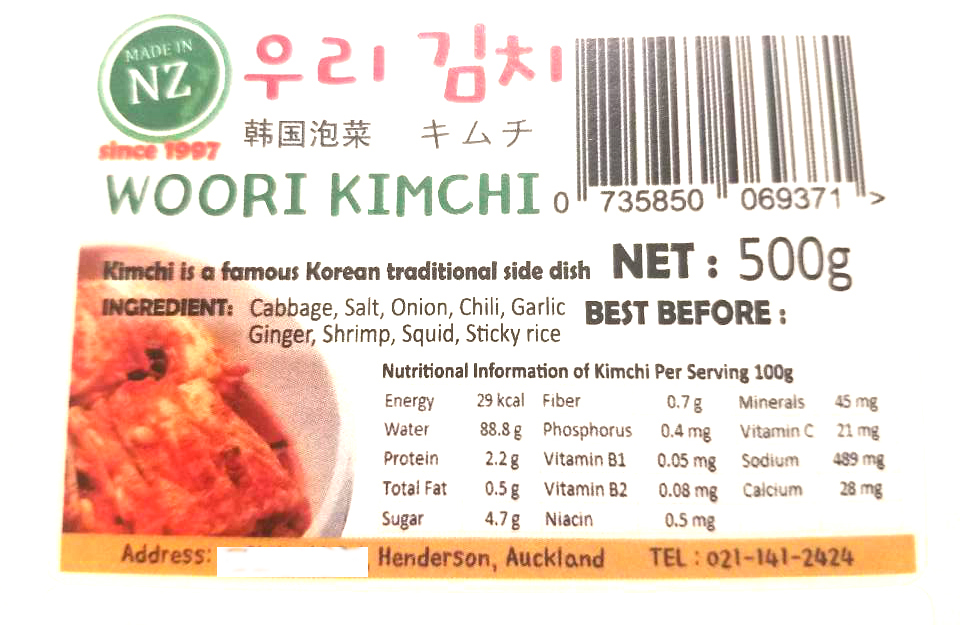 MADE IN
NZ
since 1997
우리 김치
韩国泡菜 キムチ
WOORI KIMCHI
0 735850 069371 >
Kimchi is a famous Korean traditional side dish
NET : 500g
INGREDIENT: Cabbage, Salt, Onion, Chili, Garlic
Ginger, Shrimp, Squid, Sticky rice
BEST BEFORE :
Nutritional Information of Kimchi Per Serving 100g
Energy 29 kcal Fiber 0.7 g Minerals 45 mg
Water 88.8 g Phosphorus 0.4 mg Vitamin C 21 mg
Protein 2.2 g Vitamin B1 0.05 mg Sodium 489 mg
Total Fat 0.5 g Vitamin B2 0.08 mg Calcium 28 mg
Sugar 4.7 g Niacin 0.5 mg
Address: , Henderson, Auckland TEL : 021-141-2424